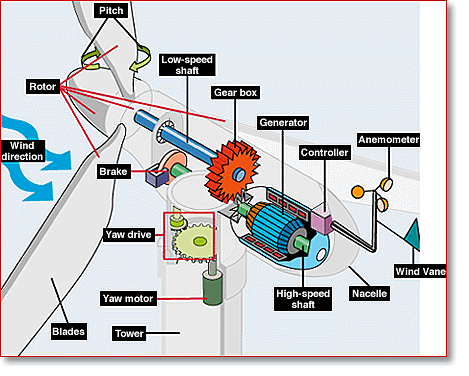 Pitch
Low-speed
shaft
Rotor
Gear box
Generator
Anemometer
Wind
direction
Controller
Brake
Yaw drive
Wind Vane
Yaw motor
High-speed
shaft
Nacelle
Blades
Tower